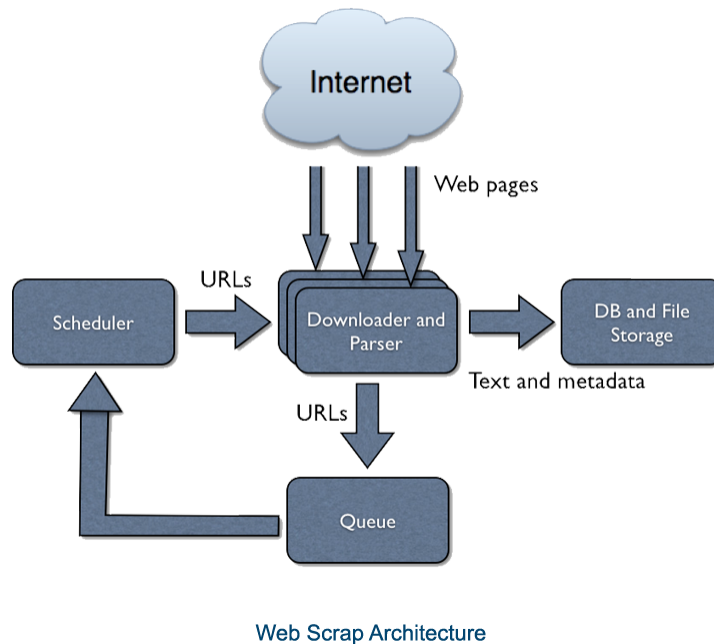 Internet
Web pages
URLs
Scheduler
Downloader and
Parser
DB and File
Storage
Text and metadata
URLs
Queue
Web Scrap Architecture